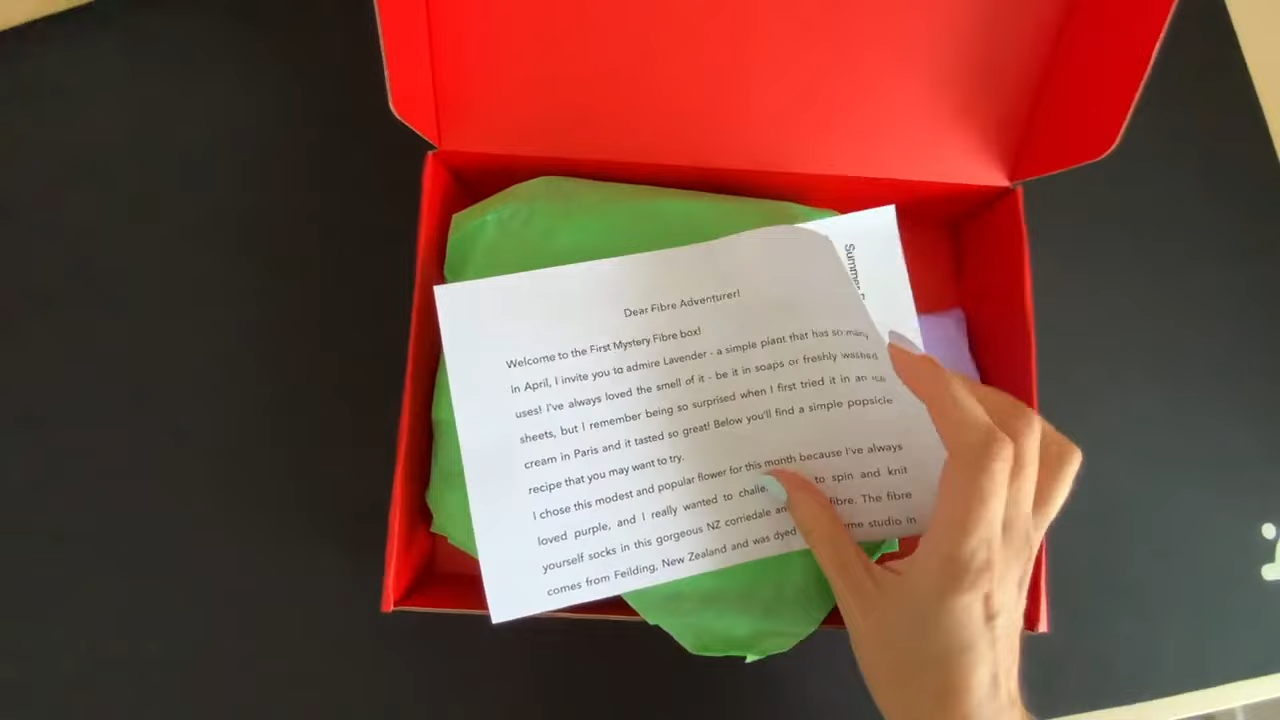 Dear Fibre Adventurer!
Welcome to the First Mystery Fibre box!
In April, I invite you to admire Lavender - a simple plant that has so many
uses! I've always loved the smell of it - be it in soaps or freshly washed
sheets, but I remember being so surprised when I first tried it in an ice
cream in Paris and it tasted so great! Below you'll find a simple popsicle
recipe that you may want to try.
I chose this modest and popular flower for this month because I've always
loved purple, and I really wanted to to spin and knit
yourself socks in this gorgeous NZ corriedale fibre. The fibre
comes from Feilding, New Zealand and was dyed studio in
Summer